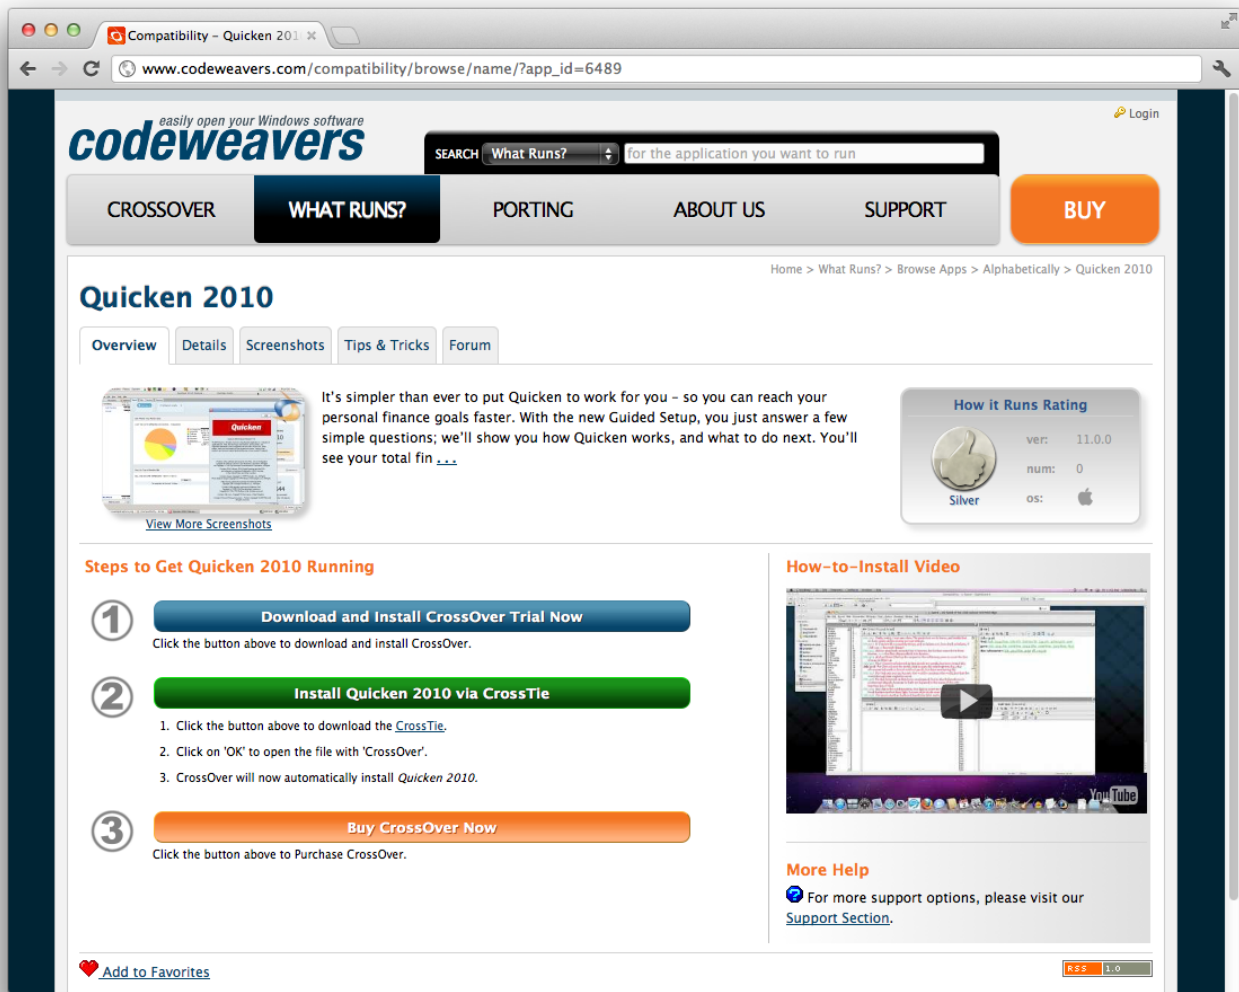 Compatibility – Quicken 201
www.codeweavers.com/compatibility/browse/name/?app_id=6489
Login
easily open your Windows software
codeweavers
SEARCH What Runs? for the application you want to run
CROSSOVER WHAT RUNS? PORTING ABOUT US SUPPORT BUY
Home > What Runs? > Browse Apps > Alphabetically > Quicken 2010
Quicken 2010
Overview Details Screenshots Tips & Tricks Forum
It's simpler than ever to put Quicken to work for you – so you can reach your
personal finance goals faster. With the new Guided Setup, you just answer a few
simple questions; we'll show you how Quicken works, and what to do next. You'll
see your total fin ...
Quicken
View More Screenshots
How it Runs Rating
ver: 11.0.0
num: 0
Silver os:
Steps to Get Quicken 2010 Running
1 Download and Install CrossOver Trial Now
Click the button above to download and install CrossOver.
2 Install Quicken 2010 via CrossTie
1. Click the button above to download the CrossTie.
2. Click on 'OK' to open the file with 'CrossOver'.
3. CrossOver will now automatically install Quicken 2010.
3 Buy CrossOver Now
Click the button above to Purchase CrossOver.
How-to-Install Video
YouTube
More Help
? For more support options, please visit our
Support Section.
Add to Favorites
RSS 1.0